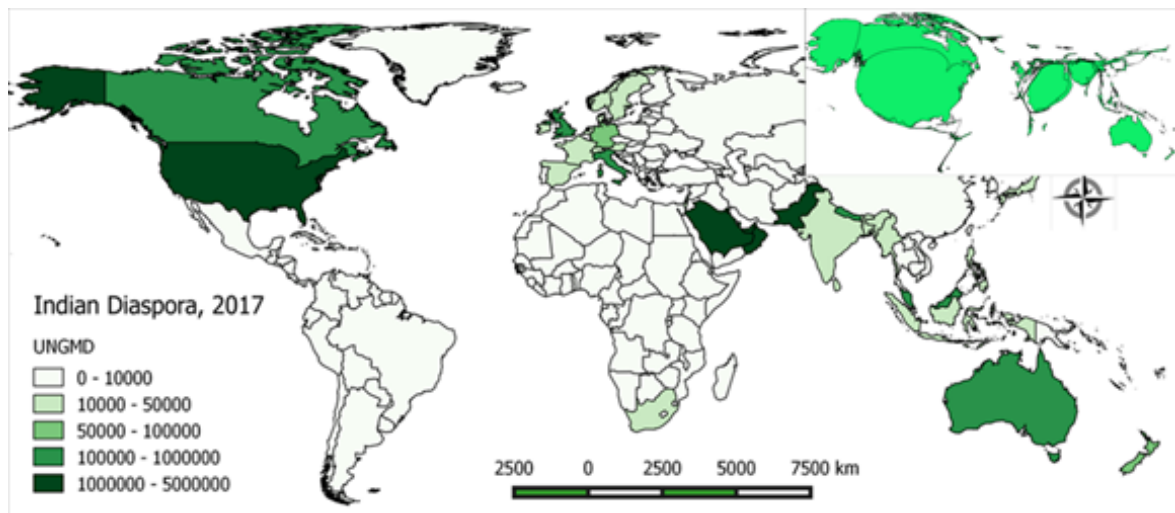 Indian Diaspora, 2017
UNGMD
0 - 10000
10000 - 50000
50000 - 100000
100000 - 1000000
1000000 - 5000000
2500 0 2500 5000 7500 km